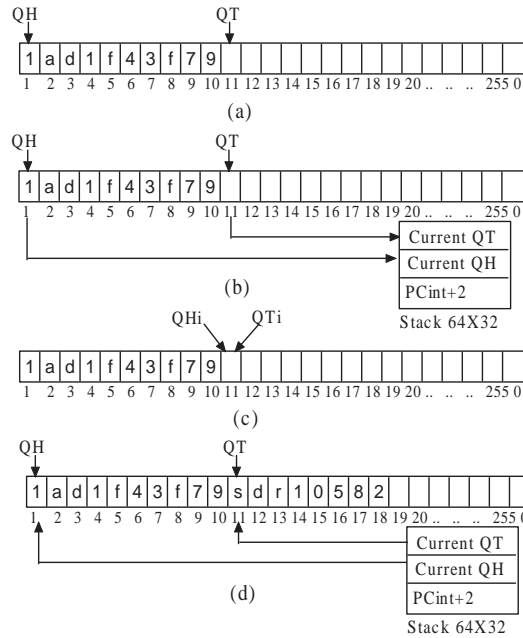 QH QT
1 a d 1 f 4 3 f 7 9
1 2 3 4 5 6 7 8 9 10 11 12 13 14 15 16 17 18 19 20 .. .. .. 255 0
(a)
QH QT
1 a d 1 f 4 3 f 7 9
1 2 3 4 5 6 7 8 9 10 11 12 13 14 15 16 17 18 19 20 .. .. .. 255 0
Current QT
Current QH
PCint+2
Stack 64X32
(b)
QHi QTi
1 a d 1 f 4 3 f 7 9
1 2 3 4 5 6 7 8 9 10 11 12 13 14 15 16 17 18 19 20 .. .. .. 255 0
(c)
QH QT
1 a d 1 f 4 3 f 7 9 s d r 1 0 5 8 2
1 2 3 4 5 6 7 8 9 10 11 12 13 14 15 16 17 18 19 20 .. .. .. 255 0
Current QT
Current QH
PCint+2
Stack 64X32
(d)